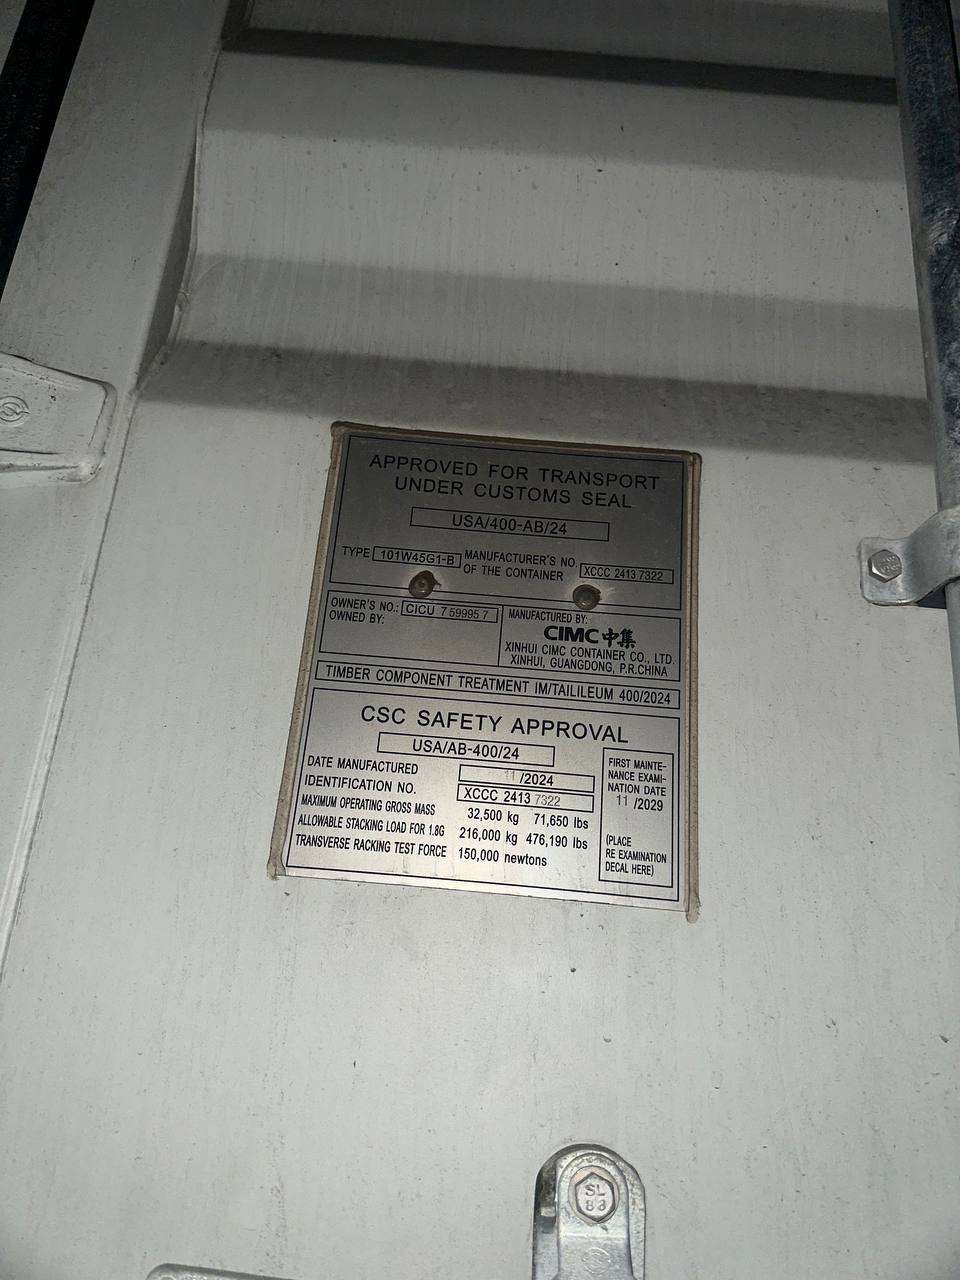 APPROVED FOR TRANSPORT
UNDER CUSTOMS SEAL
USA/400-AB/24
TYPE 101W45G1-B MANUFACTURER'S NO.
OF THE CONTAINER XCCC 2413 7322
OWNER'S NO.: CICU 7 59995 7
OWNED BY:
MANUFACTURED BY:
CIMC中集
XINHUI CIMC CONTAINER CO., LTD.
XINHUI, GUANGDONG, P.R.CHINA
TIMBER COMPONENT TREATMENT IM/TAILILEUM 400/2024
CSC SAFETY APPROVAL
USA/AB-400/24
DATE MANUFACTURED 11 /2024
IDENTIFICATION NO. XCCC 2413 7322
MAXIMUM OPERATING GROSS MASS 32,500 kg 71,650 lbs
ALLOWABLE STACKING LOAD FOR 1.8G 216,000 kg 476,190 lbs
TRANSVERSE RACKING TEST FORCE 150,000 newtons
FIRST MAINTE-
NANCE EXAMI-
NATION DATE
11 /2029
(PLACE
RE EXAMINATION
DECAL HERE)
SL
8 8